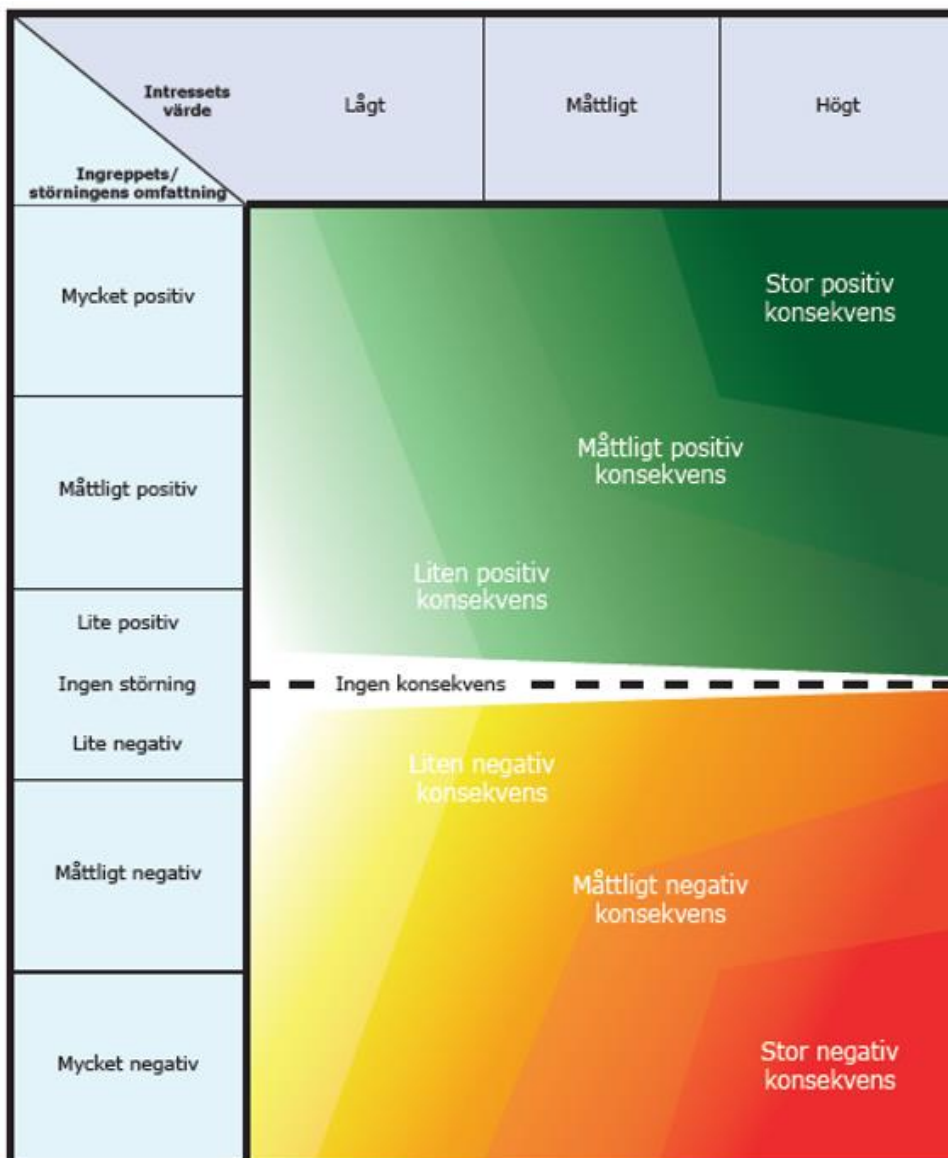 Intressets
värde
Lågt
Måttligt
Högt
Ingreppets/
störningens omfattning
Mycket positiv
Stor positiv
konsekvens
Måttligt positiv
Måttligt positiv
konsekvens
Liten positiv
konsekvens
Lite positiv
Ingen störning
Ingen konsekvens
Lite negativ
Liten negativ
konsekvens
Måttligt negativ
Måttligt negativ
konsekvens
Mycket negativ
Stor negativ
konsekvens